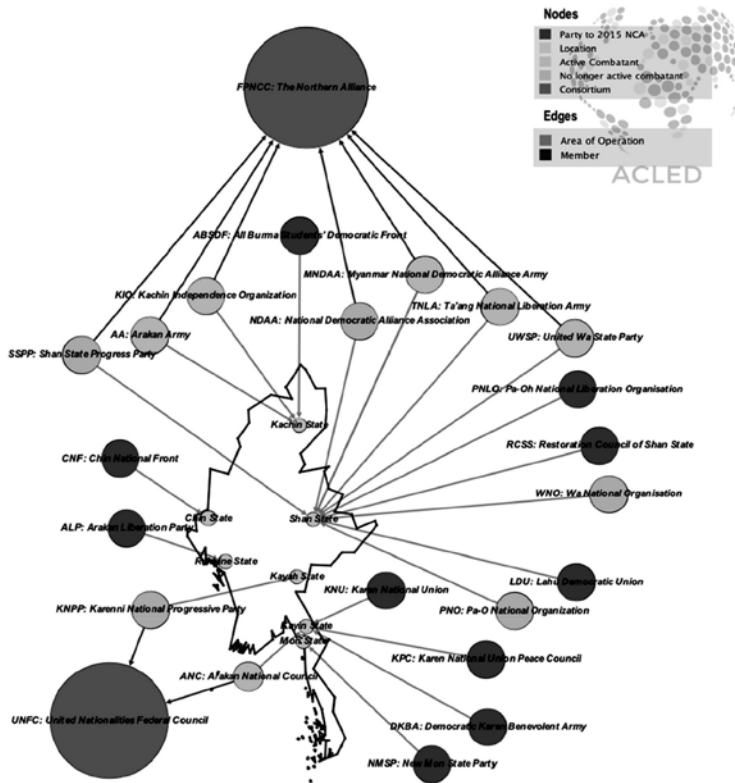 Nodes
Party to 2015 NCA
Location
Active Combatant
No longer active combatant
Consortium
Edges
Area of Operation
Member
ACLED
FPNCC: The Northern Alliance
ABSDF: All Burma Students' Democratic Front
MNDAA: Myanmar National Democratic Alliance Army
KIO: Kachin Independence Organization
TNLA: Ta'ang National Liberation Army
NDAA: National Democratic Alliance Association
AA: Arakan Army
UWSP: United Wa State Party
SSPP: Shan State Progress Party
PNLO: Pa-Oh National Liberation Organisation
Kachin State
RCSS: Restoration Council of Shan State
CNF: Chin National Front
WNO: Wa National Organisation
Chin State
Shan State
ALP: Arakan Liberation Party
Rakhine State
Kayah State
LDU: Lahu Democratic Union
KNU: Karen National Union
KNPP: Karenni National Progressive Party
PNO: Pa-O National Organization
Kayin State
Mon State
KPC: Karen National Union Peace Council
ANC: Arakan National Council
UNFC: United Nationalities Federal Council
DKBA: Democratic Karen Benevolent Army
NMSP: New Mon State Party